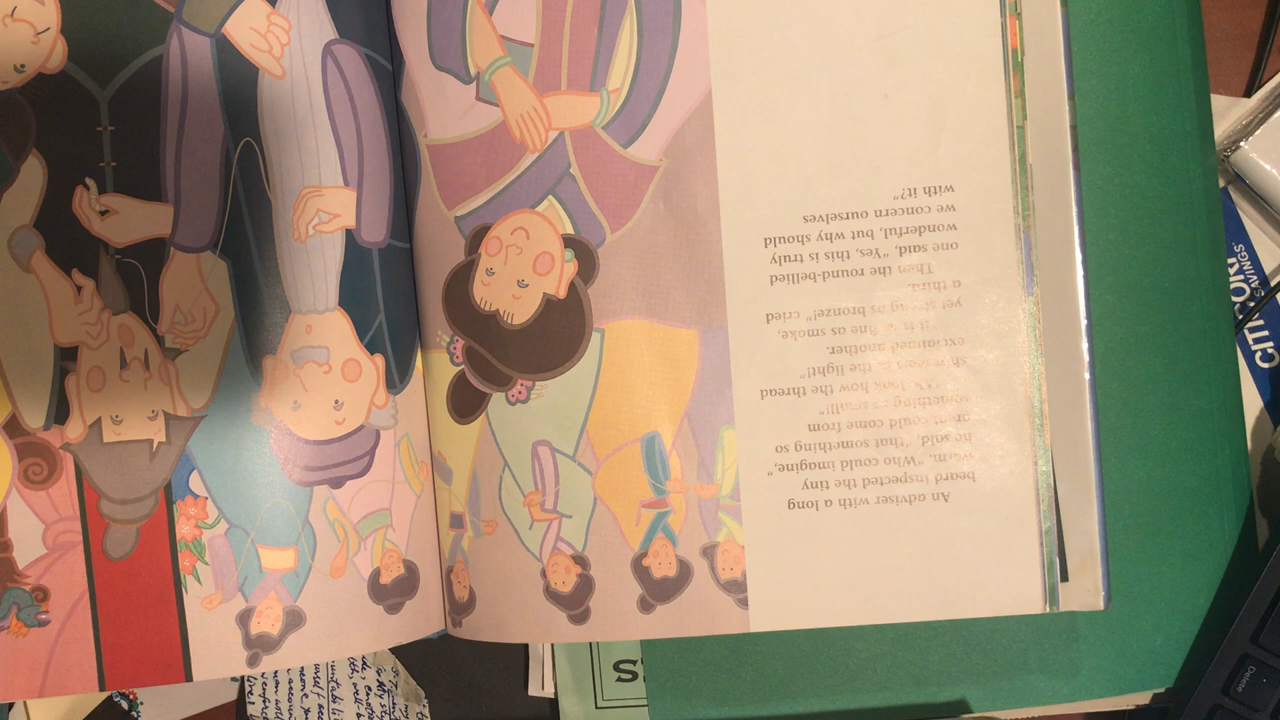 An adviser with a long
beard inspected the tiny
warm. "Who could imagine,"
he said, "that something so
great could come from
something so small!"
"Look how the thread
shimmers in the light!"
exclaimed another.
"It is as fine as smoke,
yet strong as bronze!" cried
a third.
Then the round-bellied
one said, "Yes, this is truly
wonderful, but why should
we concern ourselves
with it?"
SAVINGS
Delete